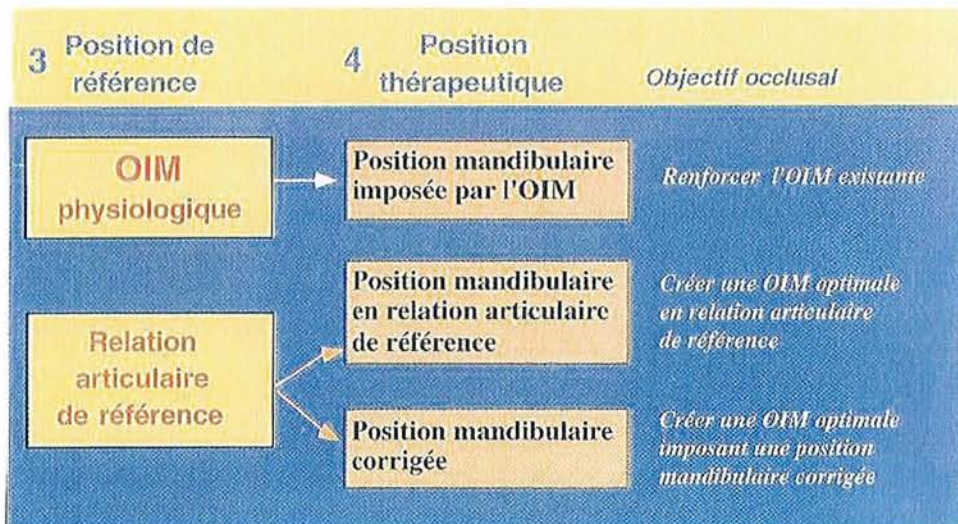 3 Position de
référence
4 Position
thérapeutique
Objectif occlusal
OIM
physiologique
Position mandibulaire
imposée par l'OIM
Renforcer l'OIM existante
Relation
articulaire
de référence
Position mandibulaire
en relation articulaire
de référence
Créer une OIM optimale
en relation articulaire
de référence
Position mandibulaire
corrigée
Créer une OIM optimale
imposant une position
mandibulaire corrigée